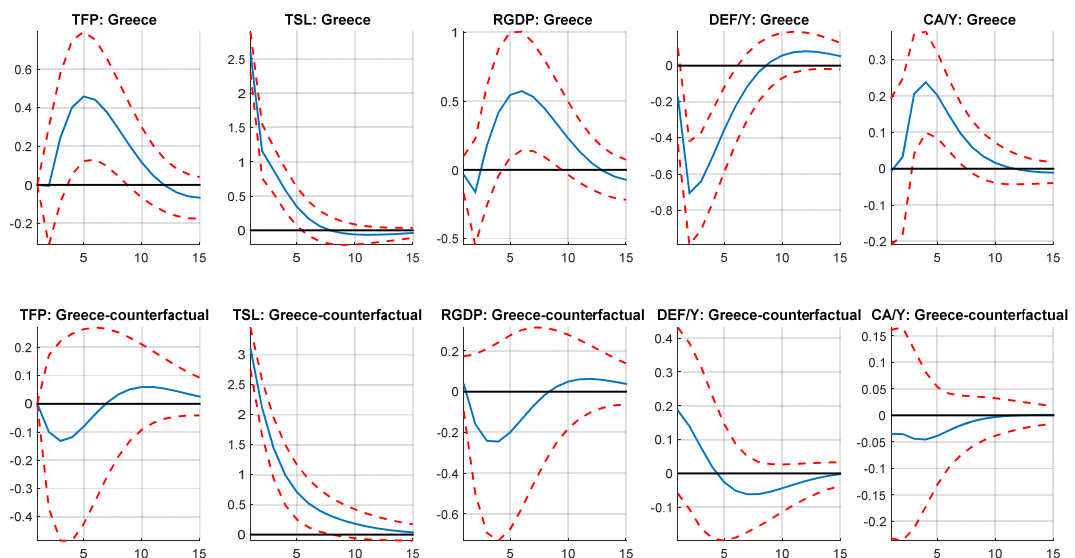 TFP: Greece
TSL: Greece
RGDP: Greece
DEF/Y: Greece
CA/Y: Greece
0.6
0.4
0.2
0
-0.2
5 10 15
2.5
2
1.5
1
0.5
0
5 10 15
1
0.5
0
-0.5
5 10 15
0
-0.2
-0.4
-0.6
-0.8
5 10 15
0.3
0.2
0.1
0
-0.1
-0.2
5 10 15
TFP: Greece-counterfactual
TSL: Greece-counterfactual
RGDP: Greece-counterfactual
DEF/Y: Greece-counterfactual
CA/Y: Greece-counterfactual
0.2
0.1
0
-0.1
-0.2
-0.3
-0.4
5 10 15
3
2.5
2
1.5
1
0.5
0
5 10 15
0.2
0
-0.2
-0.4
-0.6
5 10 15
0.4
0.3
0.2
0.1
0
-0.1
5 10 15
0.15
0.1
0.05
0
-0.05
-0.1
-0.15
-0.2
5 10 15